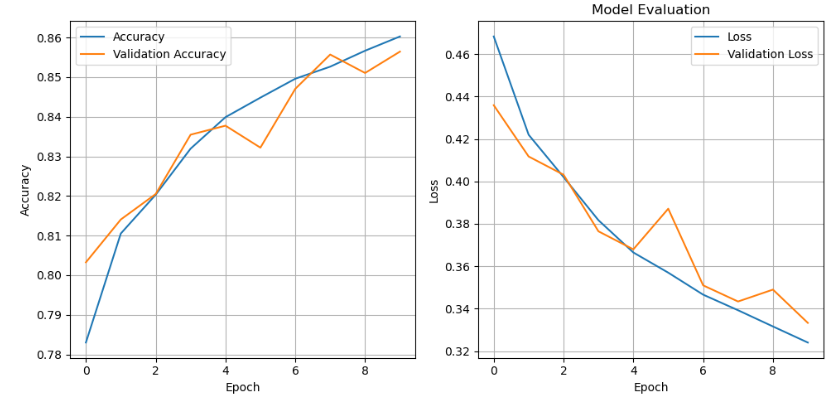 Model Evaluation
Accuracy
Validation Accuracy
0.86
0.85
0.84
0.83
0.82
0.81
0.80
0.79
0.78
Accuracy
0 2 4 6 8
Epoch
Loss
Validation Loss
0.46
0.44
0.42
0.40
0.38
0.36
0.34
0.32
Loss
0 2 4 6 8
Epoch